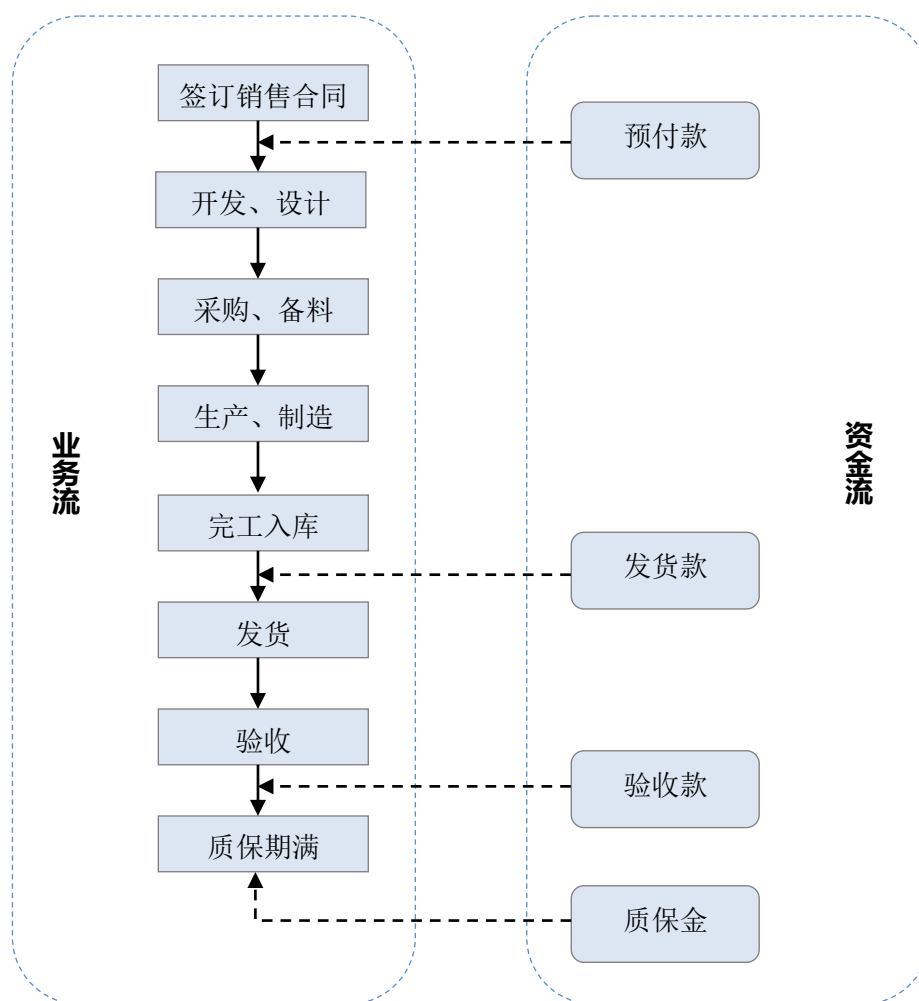 签订销售合同
预付款
开发、设计
采购、备料
生产、制造
业务流
资金流
完工入库
发货款
发货
验收
验收款
质保期满
质保金